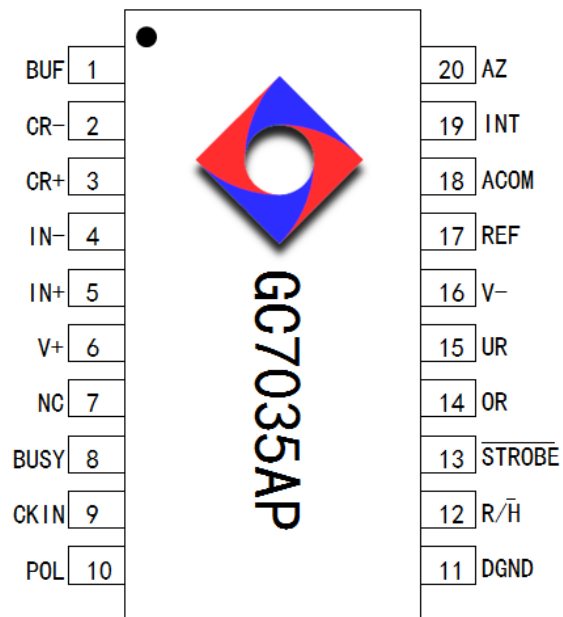 BUF 1
CR- 2
CR+ 3
IN- 4
IN+ 5
V+ 6
NC 7
BUSY 8
CKIN 9
POL 10
GC7035AP
20 AZ
19 INT
18 ACOM
17 REF
16 V-
15 UR
14 OR
13 S̅T̅R̅O̅B̅E̅
12 R/H̅
11 DGND